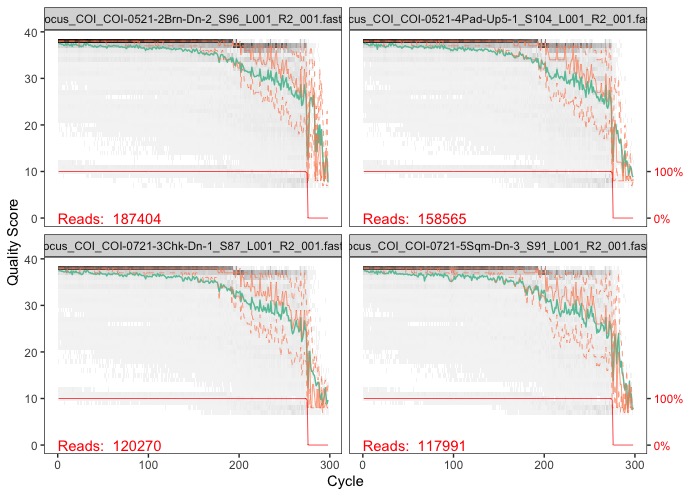 ocus_COI_COI-0521-2Brn-Dn-2_S96_L001_R2_001.fast
ocus_COI_COI-0521-4Pad-Up5-1_S104_L001_R2_001.fas
40
30
20
10
0
Reads: 187404
Reads: 158565
100%
0%
ocus_COI_COI-0721-3Chk-Dn-1_S87_L001_R2_001.fast
ocus_COI_COI-0721-5Sqm-Dn-3_S91_L001_R2_001.fas
40
30
20
10
0
Reads: 120270
Reads: 117991
100%
0%
0 100 200 300
0 100 200 300
Quality Score
Cycle